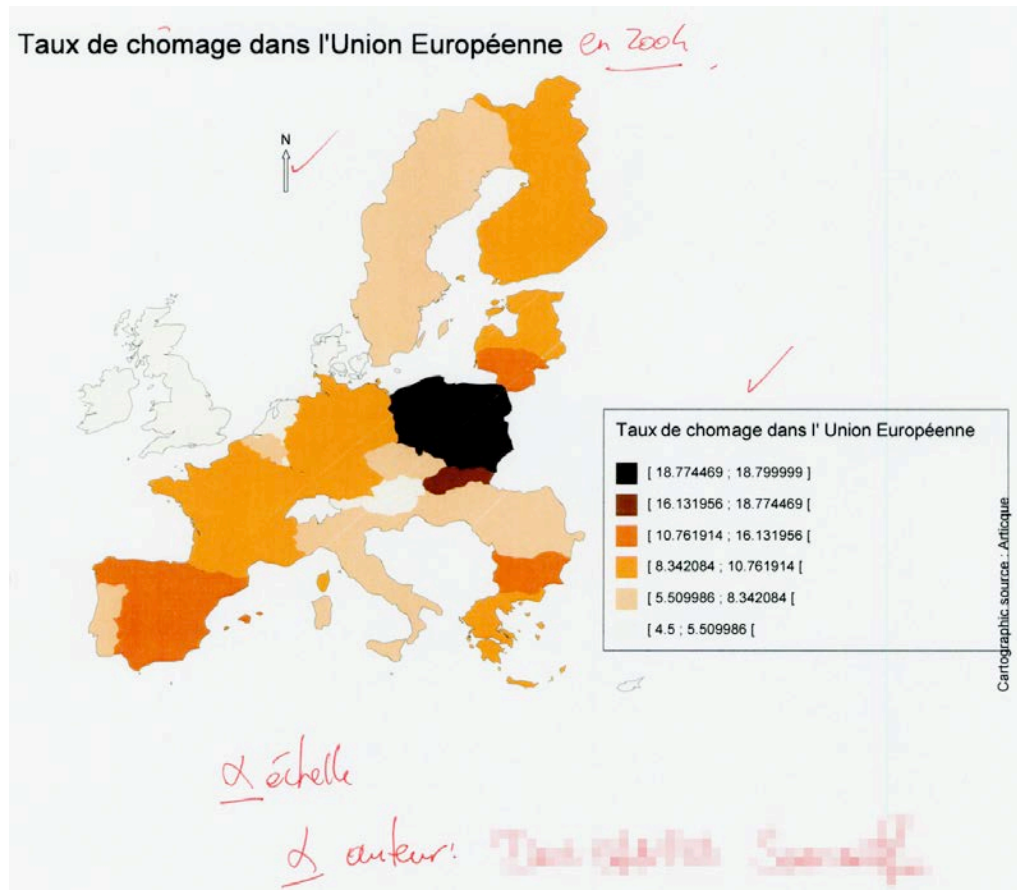 Taux de chômage dans l'Union Européenne en 2004
N
Taux de chomage dans l' Union Européenne
[ 18.774469 ; 18.799999 ]
[ 16.131956 ; 18.774469 [
[ 10.761914 ; 16.131956 [
[ 8.342084 ; 10.761914 [
[ 5.509986 ; 8.342084 [
[ 4.5 ; 5.509986 [
Cartographic source : Articque
échelle
auteur: